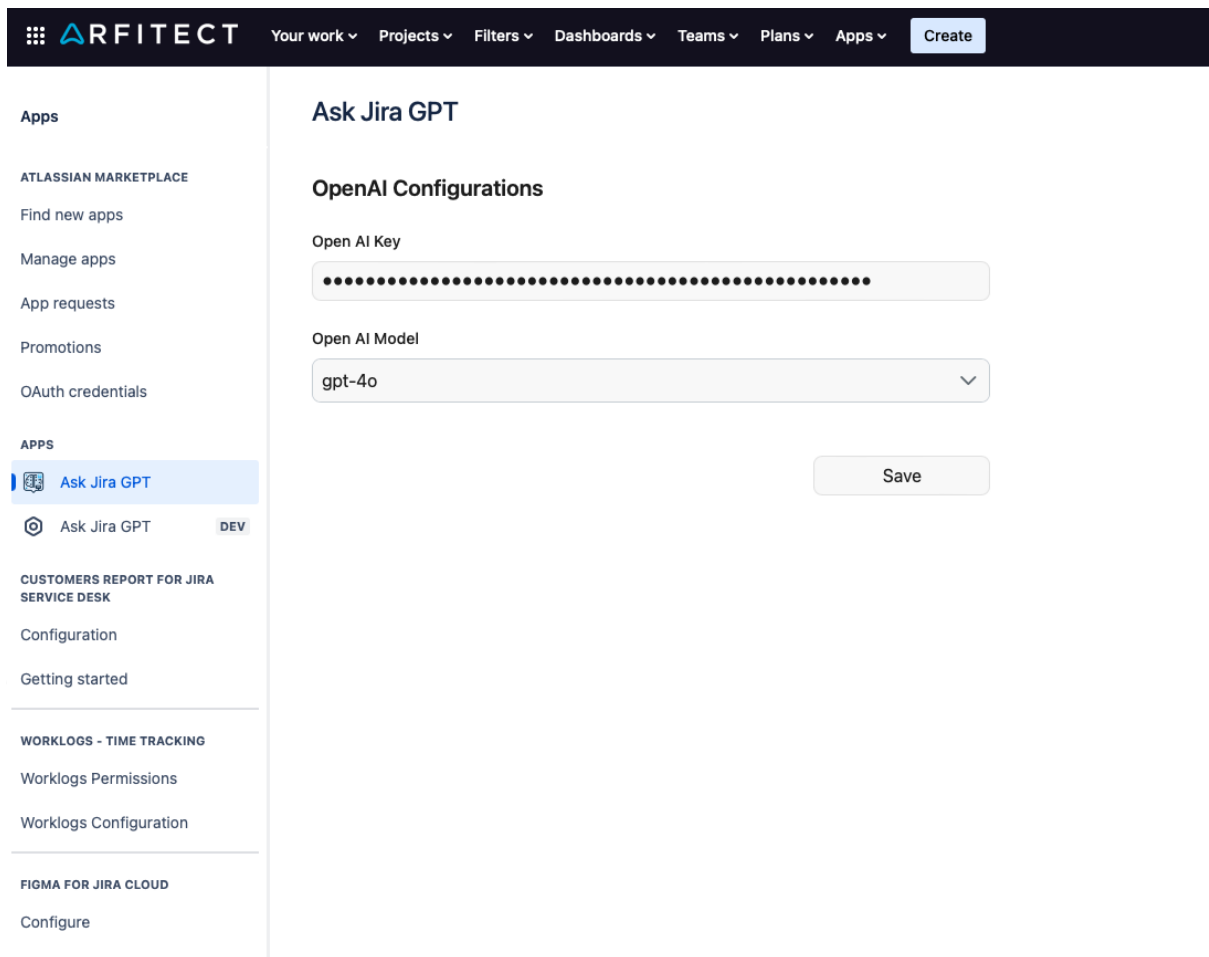 ARFITECT Your work Projects Filters Dashboards Teams Plans Apps Create
Apps
ATLASSIAN MARKETPLACE
Find new apps
Manage apps
App requests
Promotions
OAuth credentials
APPS
Ask Jira GPT
Ask Jira GPT DEV
CUSTOMERS REPORT FOR JIRA
SERVICE DESK
Configuration
Getting started
WORKLOGS - TIME TRACKING
Worklogs Permissions
Worklogs Configuration
FIGMA FOR JIRA CLOUD
Configure
Ask Jira GPT
OpenAI Configurations
Open AI Key
Open AI Model
gpt-4o
Save